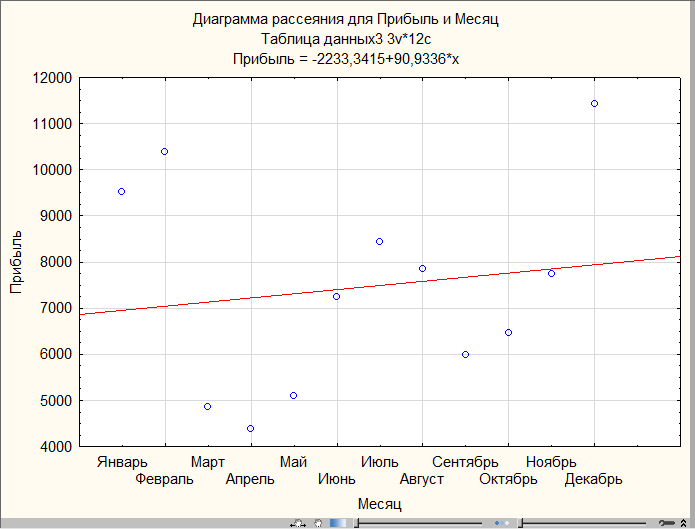 Диаграмма рассеяния для Прибыль и Месяц
Таблица данных3 3v*12c
Прибыль = -2233,3415+90,9336*x
12000
11000
10000
9000
8000
7000
6000
5000
4000
Прибыль
Январь Март Май Июль Сентябрь Ноябрь
Февраль Апрель Июнь Август Октябрь Декабрь
Месяц